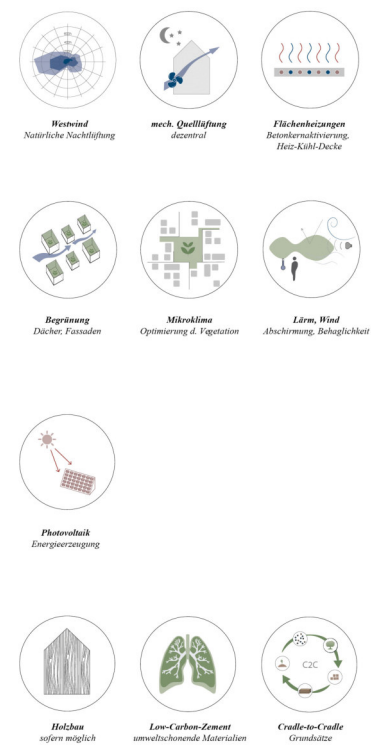 Westwind
Natürliche Nachtlüftung
mech. Quelllüftung
dezentral
Flächenheizungen
Betonkernaktivierung,
Heiz-Kühl-Decke
Begrünung
Dächer, Fassaden
Mikroklima
Optimierung d. Vegetation
Lärm, Wind
Abschirmung, Behaglichkeit
Photovoltaik
Energieerzeugung
C2C
Holzbau
sofern möglich
Low-Carbon-Zement
umweltschonende Materialien
Cradle-to-Cradle
Grundsätze